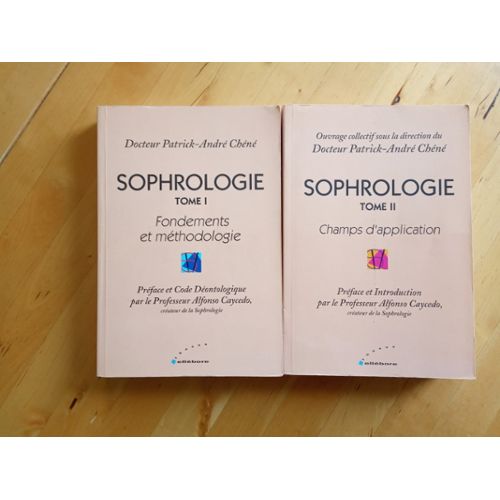 Docteur Patrick-André Chéné
SOPHROLOGIE
TOME I
Fondements
et méthodologie
Préface et Code Déontologique
par le Professeur Alfonso Caycedo,
créateur de la Sophrologie
ellébore
Ouvrage collectif sous la direction du
Docteur Patrick-André Chéné
SOPHROLOGIE
TOME II
Champs d'application
Préface et Introduction
par le Professeur Alfonso Caycedo,
créateur de la Sophrologie
ellébore